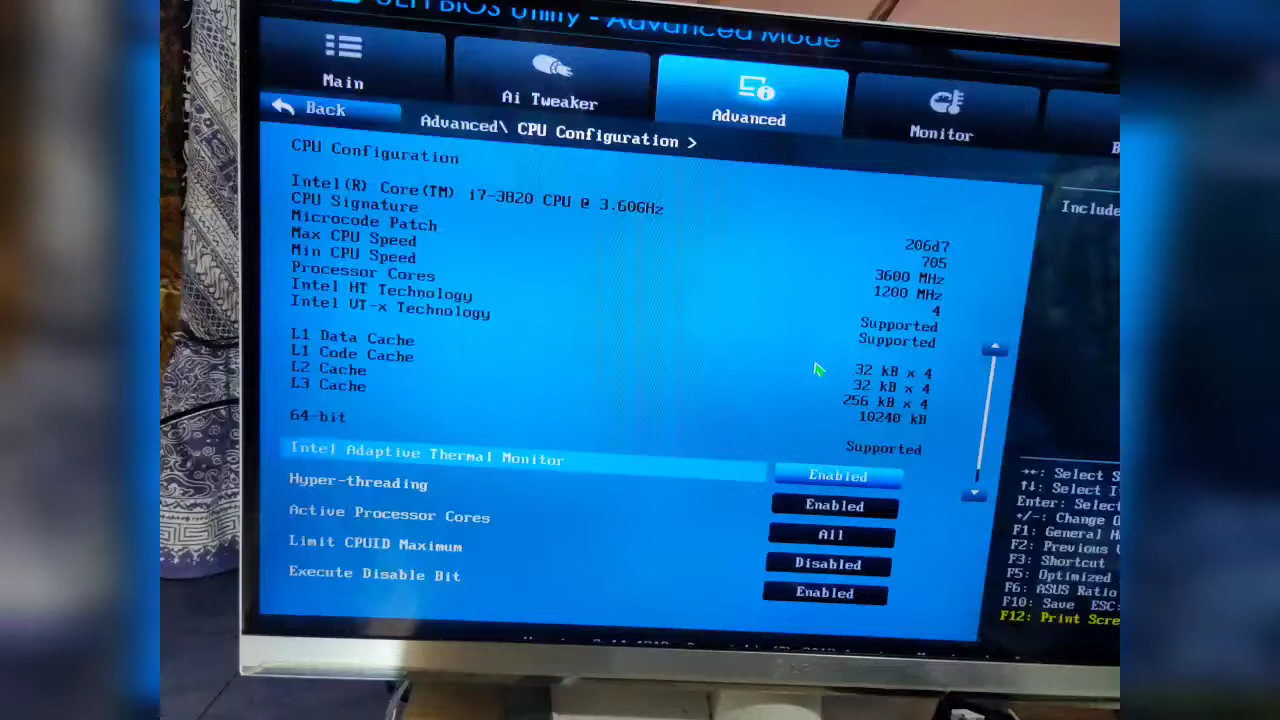 UEFI BIOS Utility - Advanced Mode
Main
Ai Tweaker
Advanced
Monitor
Back
Advanced\ CPU Configuration >
CPU Configuration
Intel(R) Core(TM) i7-3820 CPU @ 3.60GHz
CPU Signature 206d7
Microcode Patch 705
Max CPU Speed 3600 MHz
Min CPU Speed 1200 MHz
Processor Cores 4
Intel HT Technology Supported
Intel VT-x Technology Supported
L1 Data Cache 32 kB x 4
L1 Code Cache 32 kB x 4
L2 Cache 256 kB x 4
L3 Cache 10240 kB
64-bit Supported
Intel Adaptive Thermal Monitor Enabled
Hyper-threading Enabled
Active Processor Cores All
Limit CPUID Maximum Disabled
Execute Disable Bit Enabled
Include
→←: Select S
↑↓: Select I
Enter: Select
+/-: Change O
F1: General H
F2: Previous
F3: Shortcut
F5: Optimized
F6: ASUS Ratio
F10: Save ESC:
F12: Print Scre